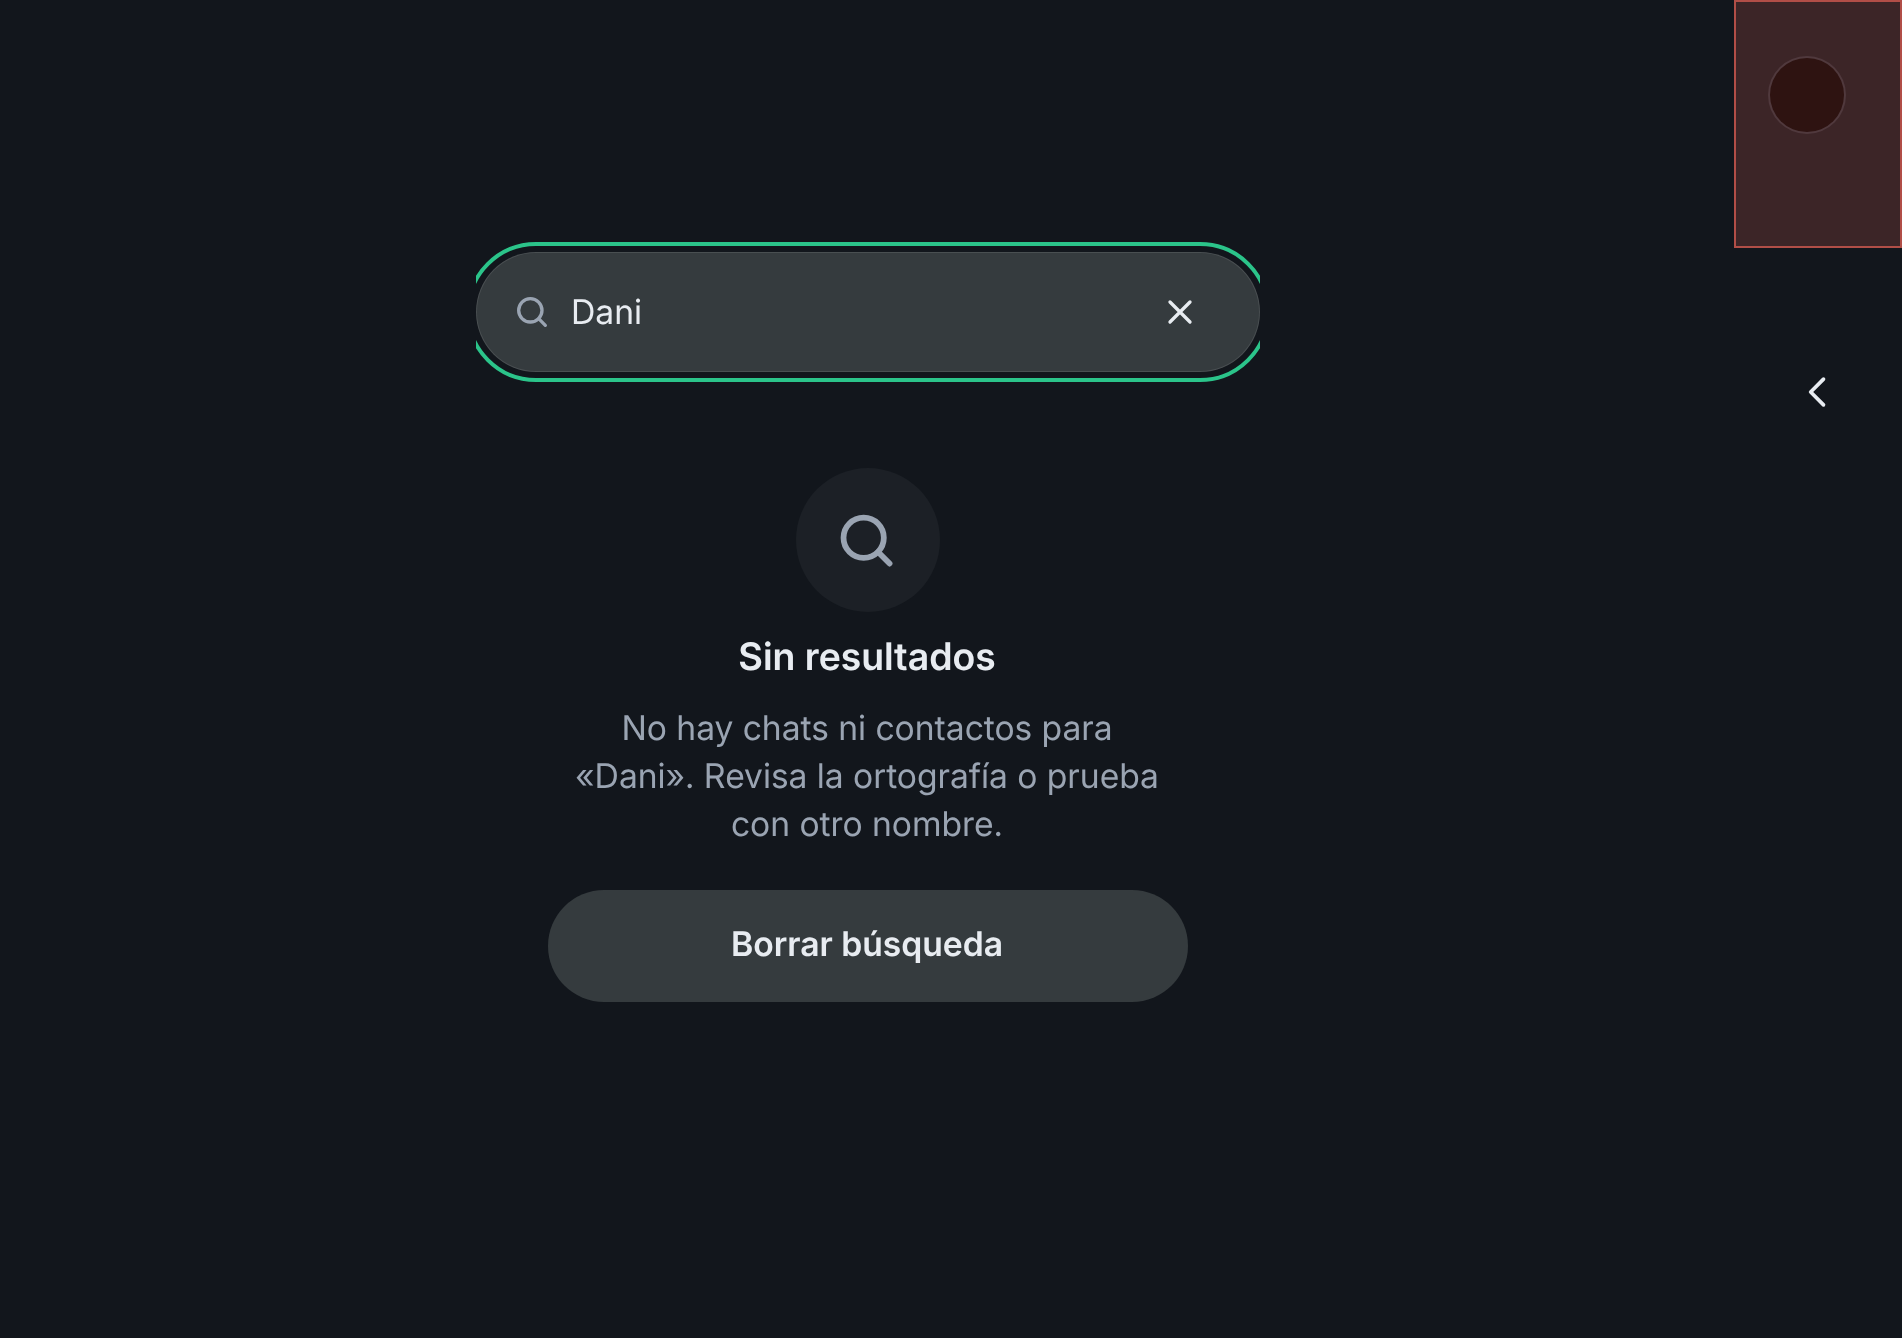 Dani
Sin resultados
No hay chats ni contactos para
«Dani». Revisa la ortografía o prueba
con otro nombre.
Borrar búsqueda